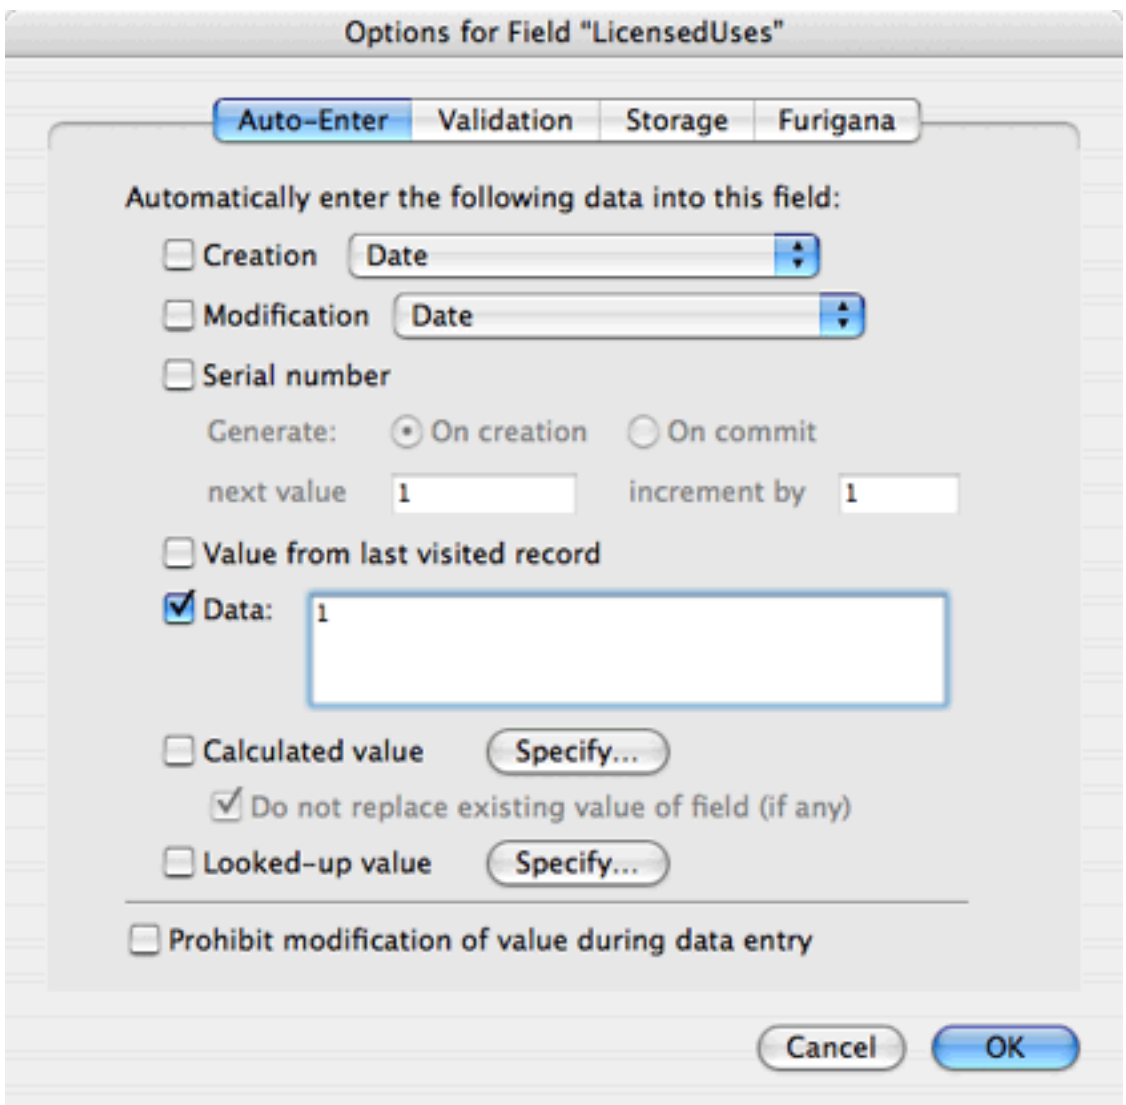 Options for Field "LicensedUses"
Auto-Enter Validation Storage Furigana
Automatically enter the following data into this field:
Creation Date
Modification Date
Serial number
Generate: On creation On commit
next value 1 increment by 1
Value from last visited record
Data: 1
Calculated value Specify...
Do not replace existing value of field (if any)
Looked-up value Specify...
Prohibit modification of value during data entry
Cancel OK